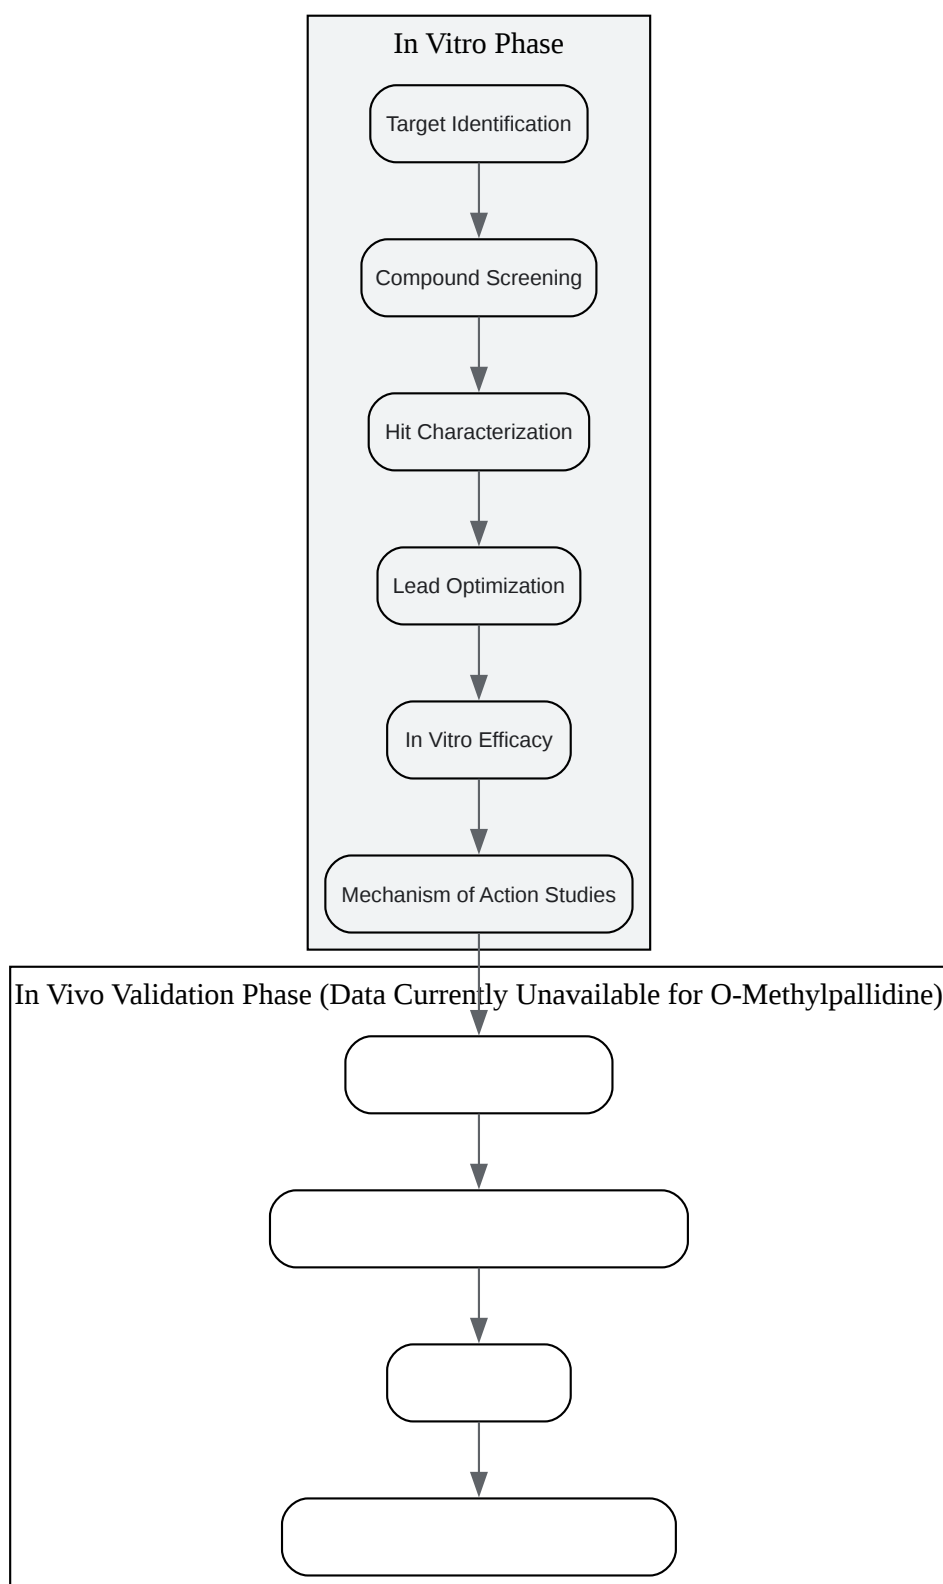 In Vitro Phase
Target Identification
Compound Screening
Hit Characterization
Lead Optimization
In Vitro Efficacy
Mechanism of Action Studies
In Vivo Validation Phase (Data Currently Unavailable for O-Methylpallidine)